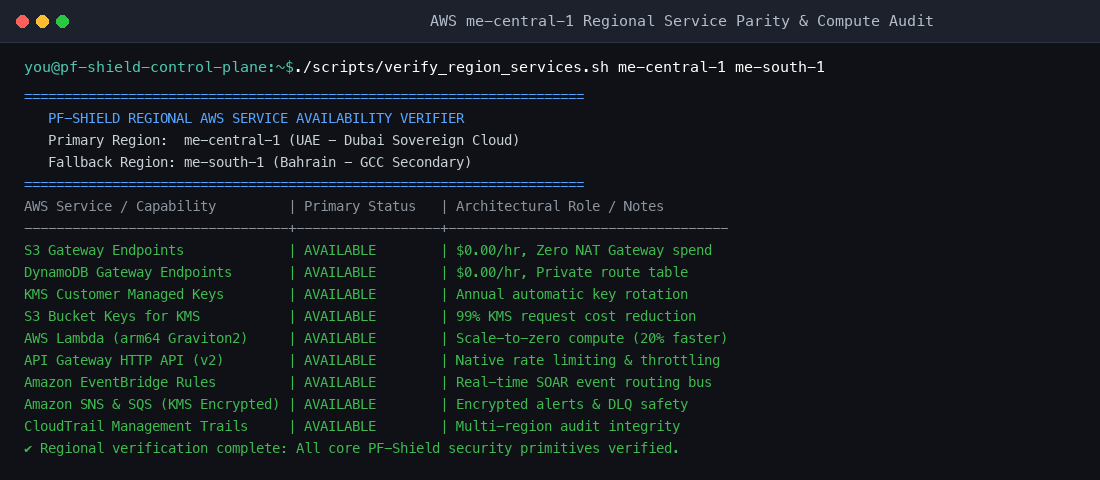 AWS me-central-1 Regional Service Parity & Compute Audit
you@pf-shield-control-plane:~$./scripts/verify_region_services.sh me-central-1 me-south-1
======================================================================
PF-SHIELD REGIONAL AWS SERVICE AVAILABILITY VERIFIER
Primary Region:  me-central-1 (UAE - Dubai Sovereign Cloud)
Fallback Region: me-south-1 (Bahrain - GCC Secondary)
======================================================================
AWS Service / Capability         | Primary Status   | Architectural Role / Notes
---------------------------------+------------------+-----------------------------------
S3 Gateway Endpoints             | AVAILABLE        | $0.00/hr, Zero NAT Gateway spend
DynamoDB Gateway Endpoints       | AVAILABLE        | $0.00/hr, Private route table
KMS Customer Managed Keys        | AVAILABLE        | Annual automatic key rotation
S3 Bucket Keys for KMS           | AVAILABLE        | 99% KMS request cost reduction
AWS Lambda (arm64 Graviton2)     | AVAILABLE        | Scale-to-zero compute (20% faster)
API Gateway HTTP API (v2)        | AVAILABLE        | Native rate limiting & throttling
Amazon EventBridge Rules         | AVAILABLE        | Real-time SOAR event routing bus
Amazon SNS & SQS (KMS Encrypted) | AVAILABLE        | Encrypted alerts & DLQ safety
CloudTrail Management Trails     | AVAILABLE        | Multi-region audit integrity
✔ Regional verification complete: All core PF-Shield security primitives verified.